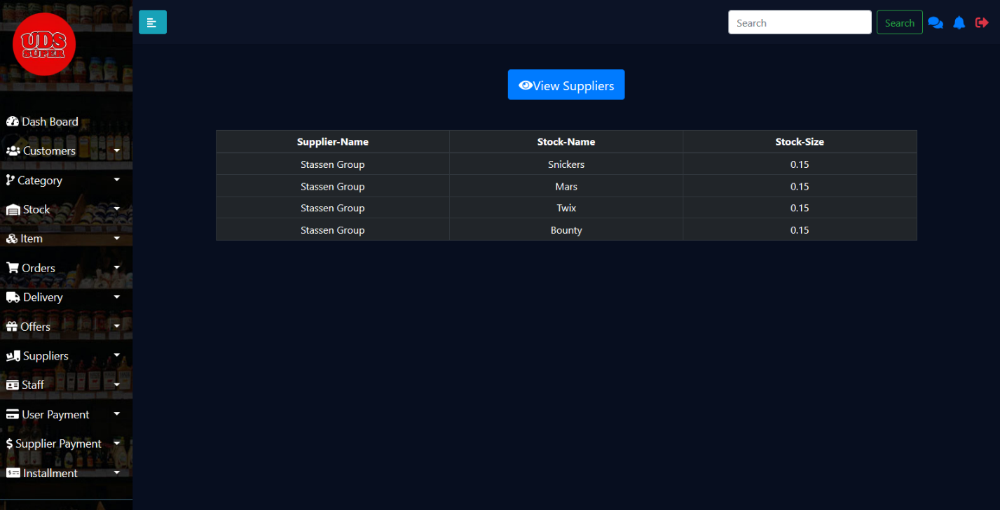 UDS
SUPER
Search
Search
View Suppliers
Dash Board
Customers
Category
Stock
Item
Orders
Delivery
Offers
Suppliers
Staff
User Payment
Supplier Payment
Installment
Supplier-Name Stock-Name Stock-Size
Stassen Group Snickers 0.15
Stassen Group Mars 0.15
Stassen Group Twix 0.15
Stassen Group Bounty 0.15